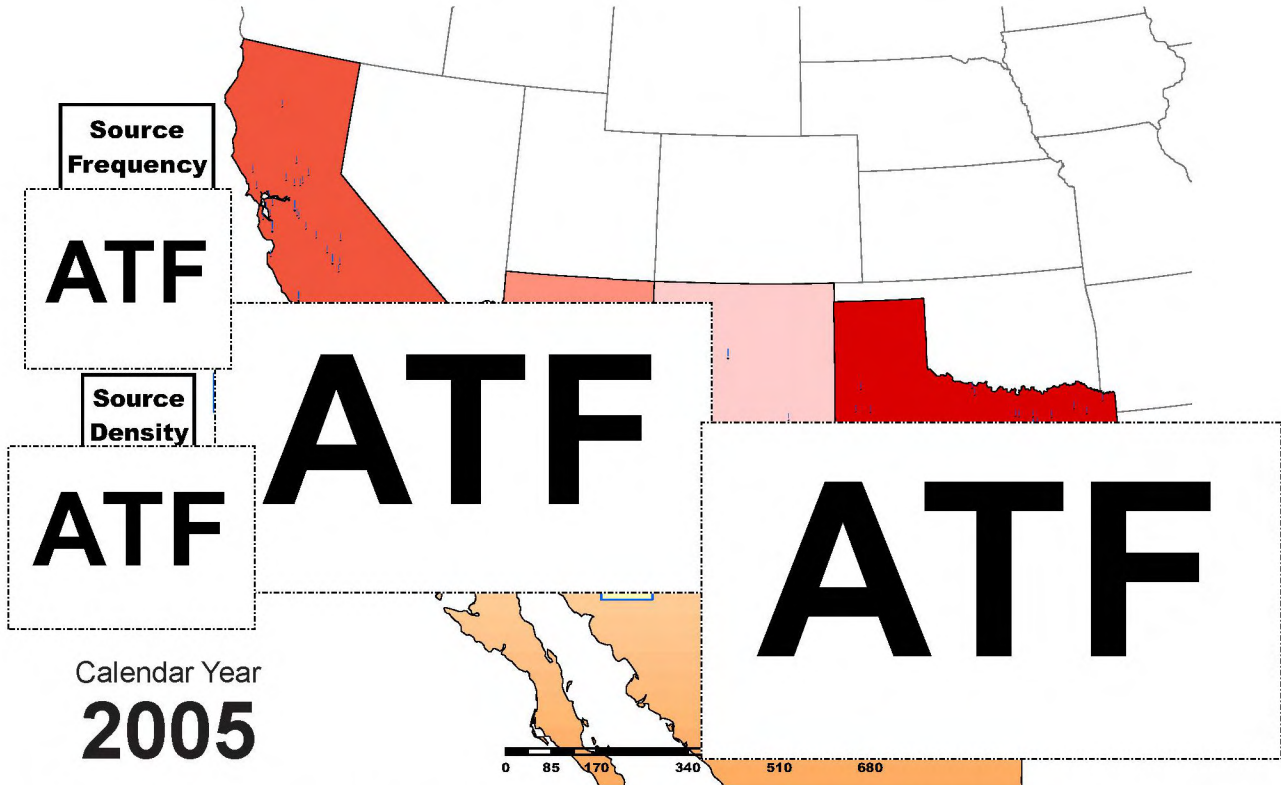 Source
Frequency
ATF
ATF
Source
Density
ATF
ATF
Calendar Year
2005
0 85 170 340 510 680